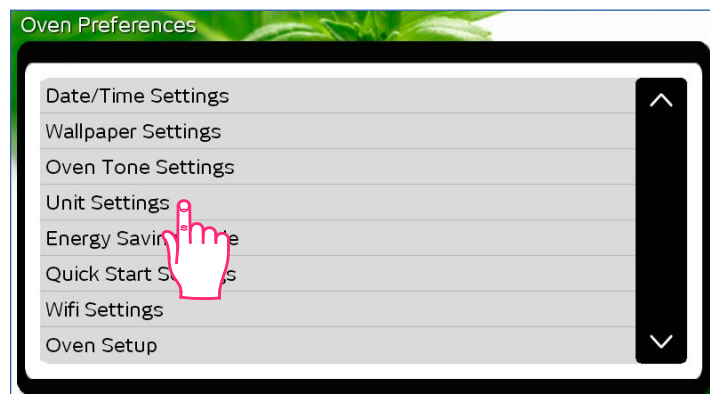 Oven Preferences
Date/Time Settings
Wallpaper Settings
Oven Tone Settings
Unit Settings
Energy
Quick Start
Wifi Settings
Oven Setup